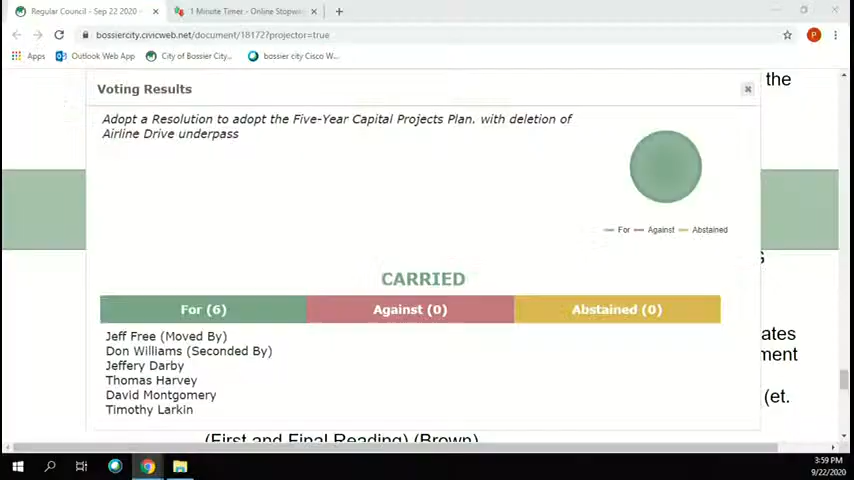 Regular Council - Sep 22 2020 -
1 Minute Timer - Online Stopw
bossiercity.civicweb.net/document/18172?projector=true
P
Apps
Outlook Web App
City of Bossier City...
bossier city Cisco W...
the
Voting Results
Adopt a Resolution to adopt the Five-Year Capital Projects Plan. with deletion of
Airline Drive underpass
For
Against
Abstained
CARRIED
For (6)
Against (0)
Abstained (0)
Jeff Free (Moved By)
Don Williams (Seconded By)
Jeffery Darby
Thomas Harvey
David Montgomery
Timothy Larkin
ates
ment
(et.
(First and Final Reading) (Brown)
3:59 PM
9/22/2020